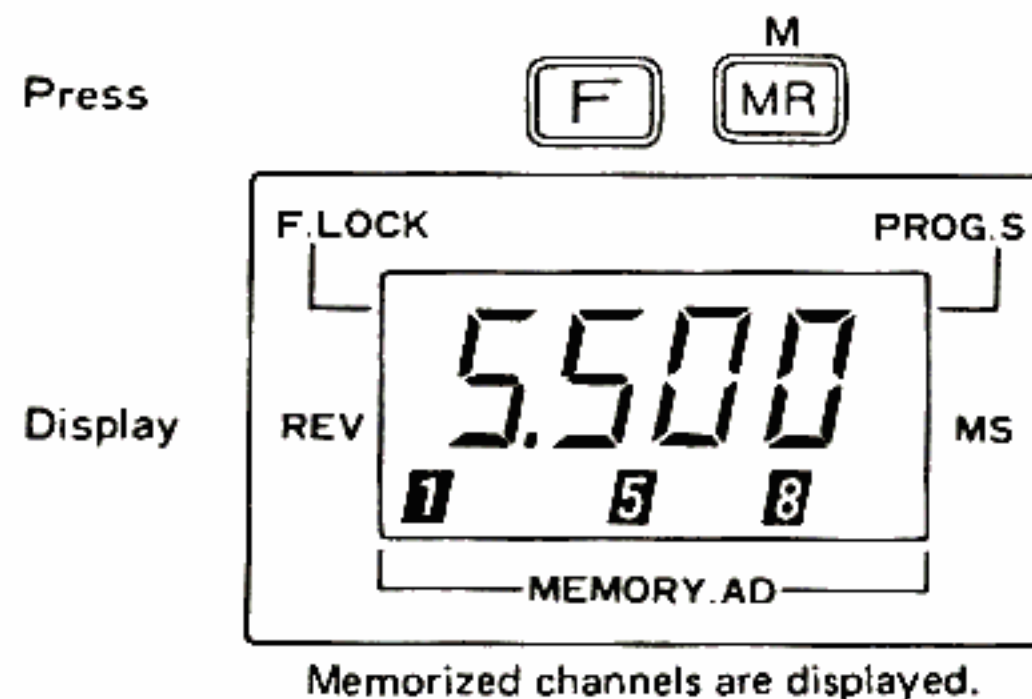 M
Press F MR
F.LOCK PROG.S
5.500
Display REV MS
1 5 8
MEMORY.AD
Memorized channels are displayed.